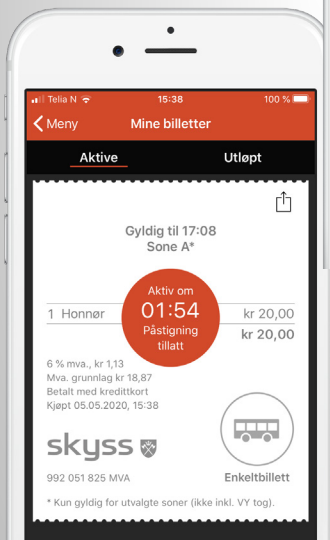 Telia N 15:38 100 %
Meny Mine billetter
Aktive Utløpt
Gyldig til 17:08
Sone A*
Aktiv om
01:54
1 Honnør kr 20,00
Påstigning
tillatt
kr 20,00
6 % mva., kr 1,13
Mva. grunnlag kr 18,87
Betalt med kredittkort
Kjøpt 05.05.2020, 15:38
skyss
992 051 825 MVA
Enkeltbillett
* Kun gyldig for utvalgte soner (ikke inkl. VY tog).